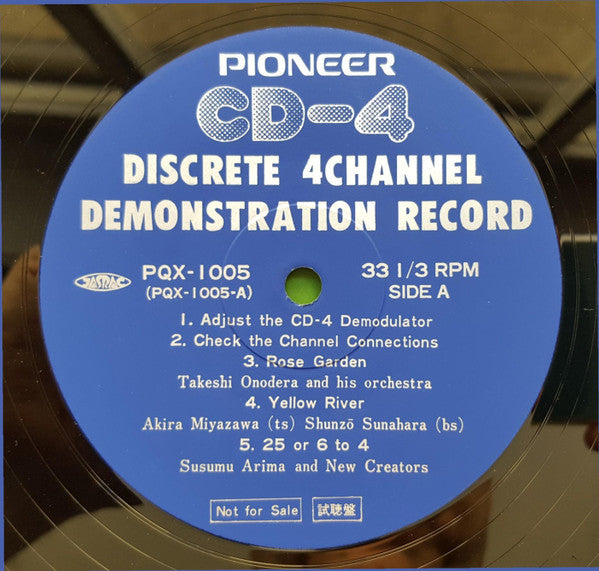 PIONEER
CD-4
DISCRETE 4CHANNEL
DEMONSTRATION RECORD
JASRAC
PQX-1005
(PQX-1005-A)
33 1/3 RPM
SIDE A
1. Adjust the CD-4 Demodulator
2. Check the Channel Connections
3. Rose Garden
Takeshi Onodera and his orchestra
4. Yellow River
Akira Miyazawa (ts) Shunzō Sunahara (bs)
5. 25 or 6 to 4
Susumu Arima and New Creators
Not for Sale 試聴盤